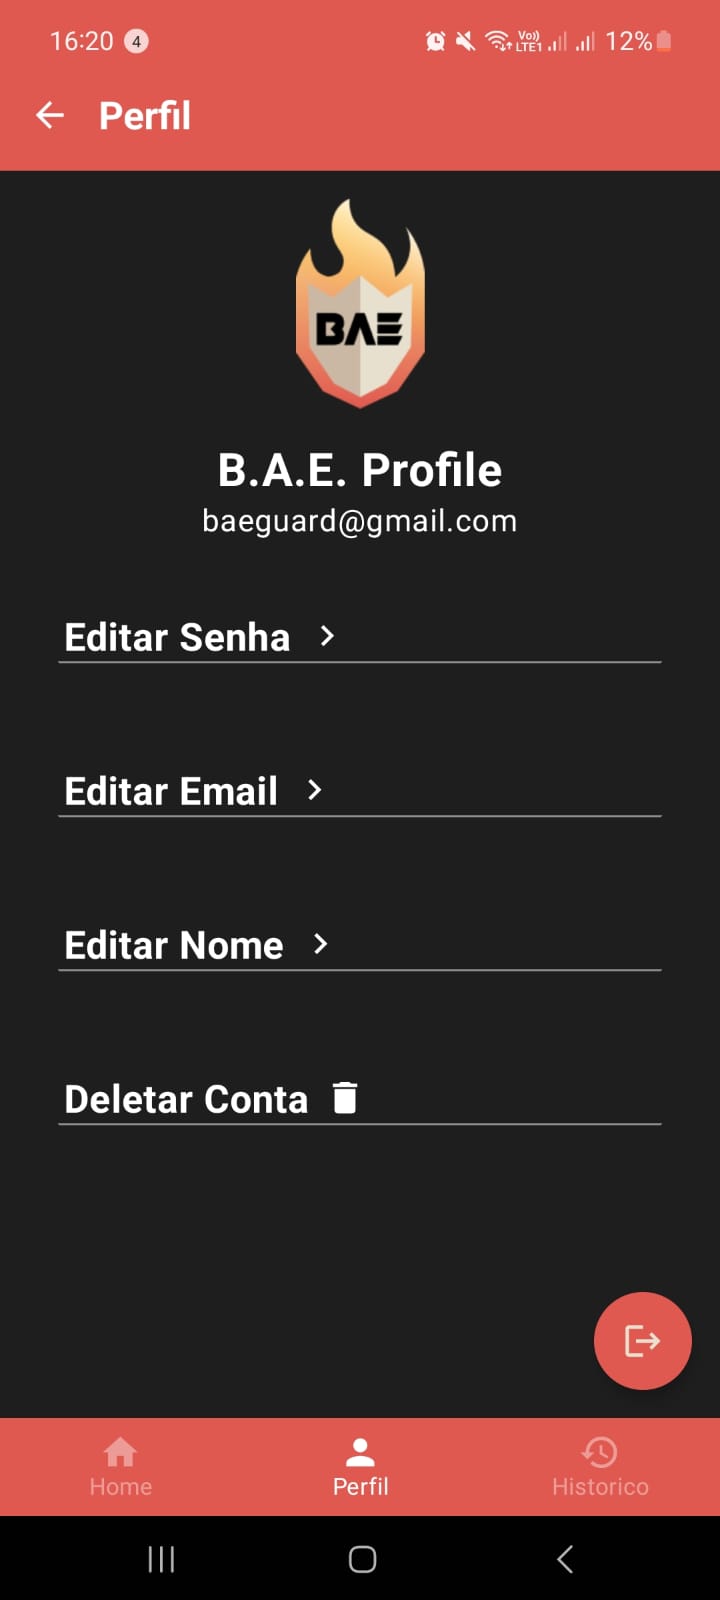 16:20 4 Vo)) LTE1 12%
Perfil
BAE
B.A.E. Profile
baeguard@gmail.com
Editar Senha
Editar Email
Editar Nome
Deletar Conta
Home Perfil Historico